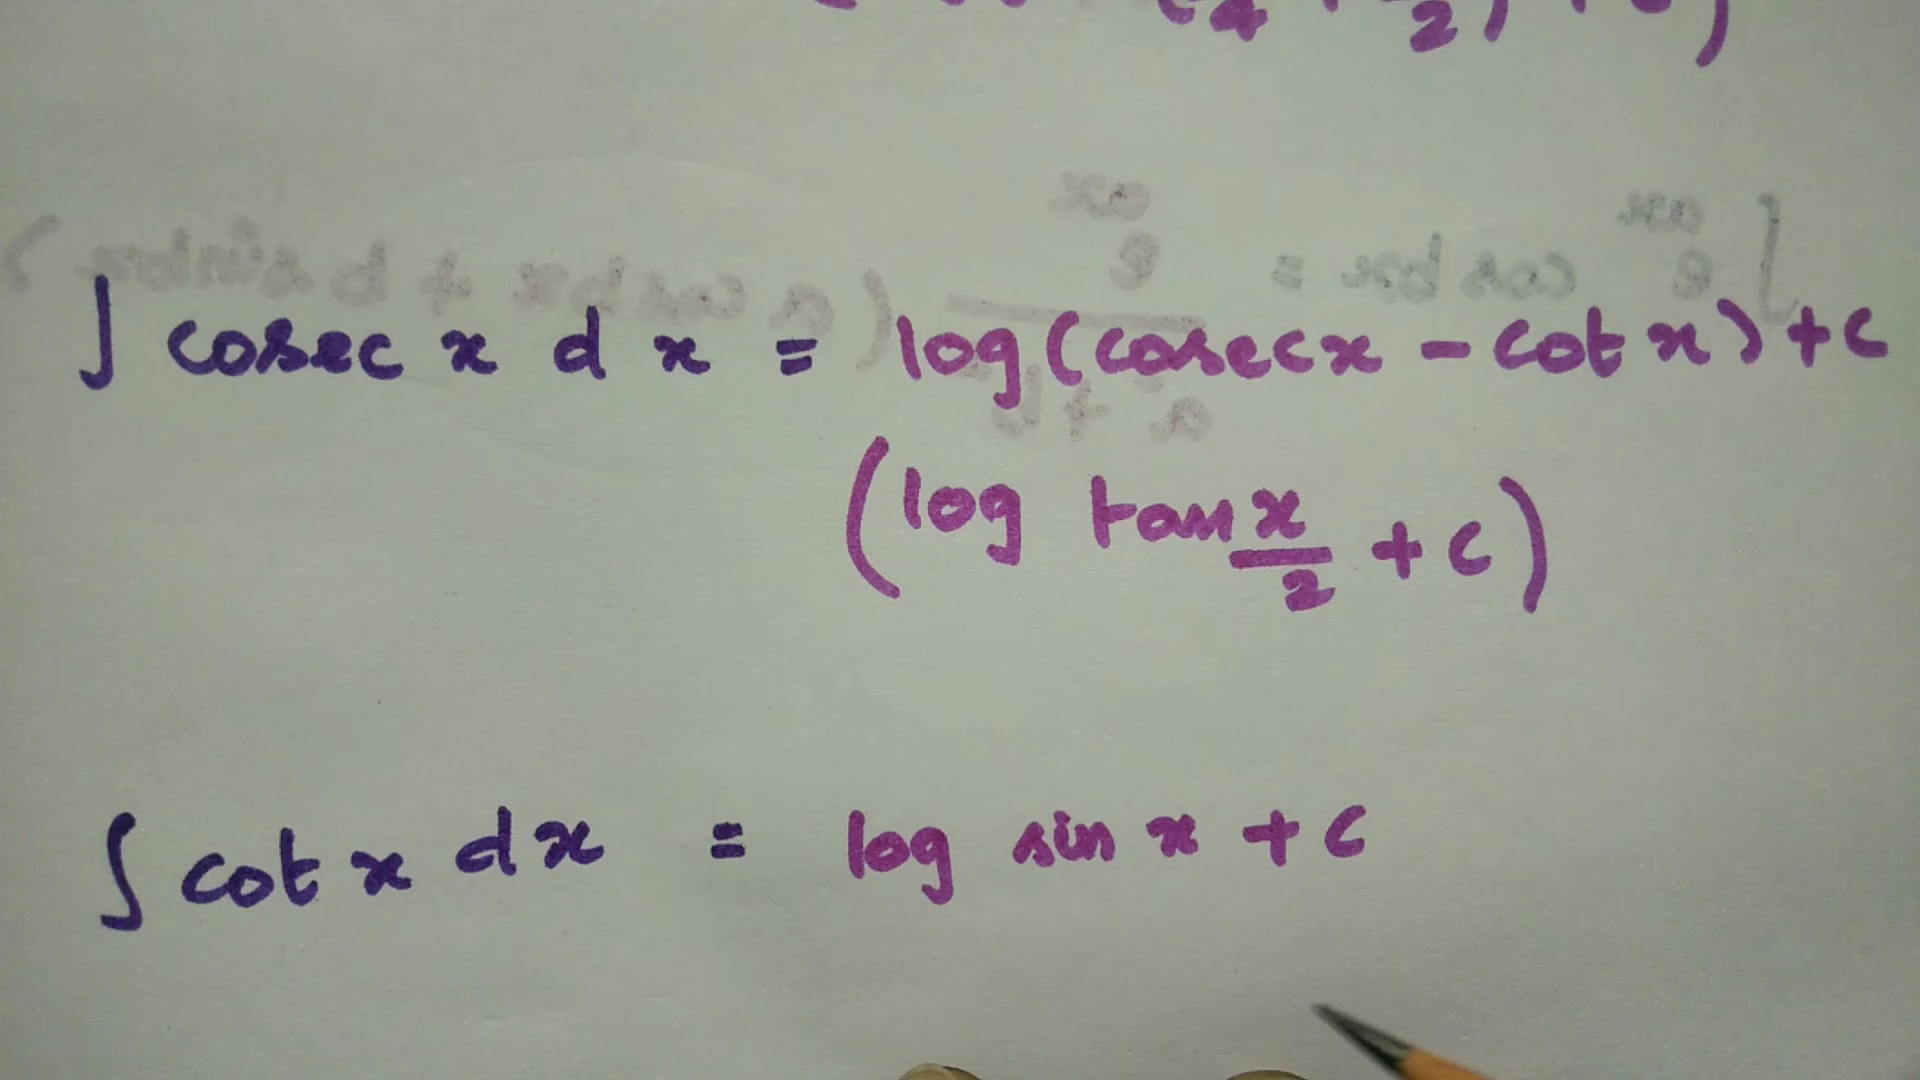 ∫ cosec x dx = log(cosec x - cot x) + c
(log tan x/2 + c)
∫ cot x dx = log sin x + c